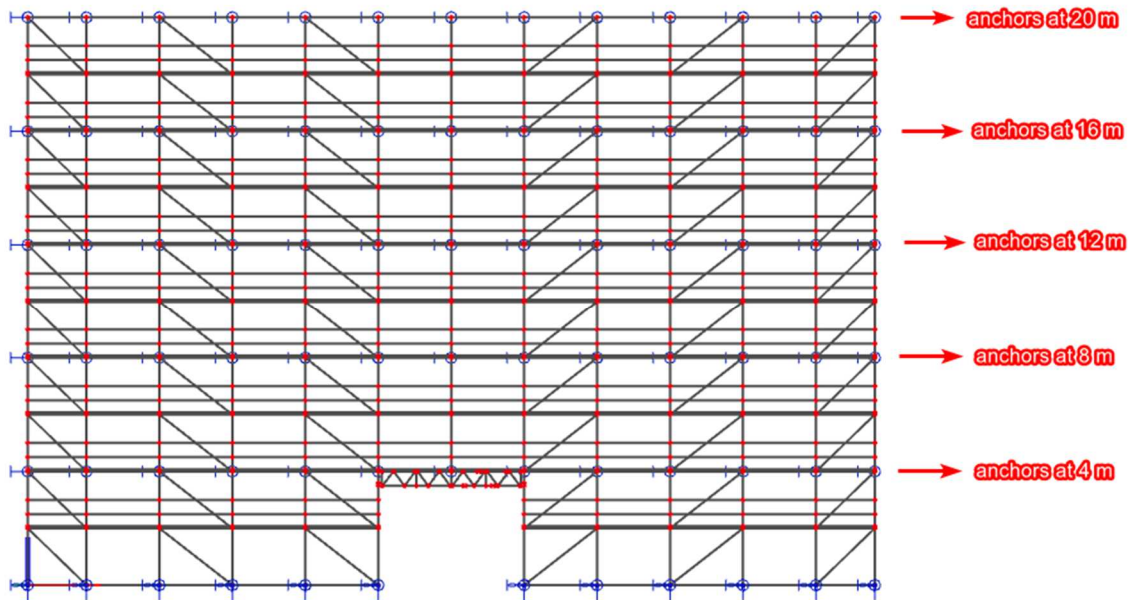 anchors at 20 m
anchors at 16 m
anchors at 12 m
anchors at 8 m
anchors at 4 m